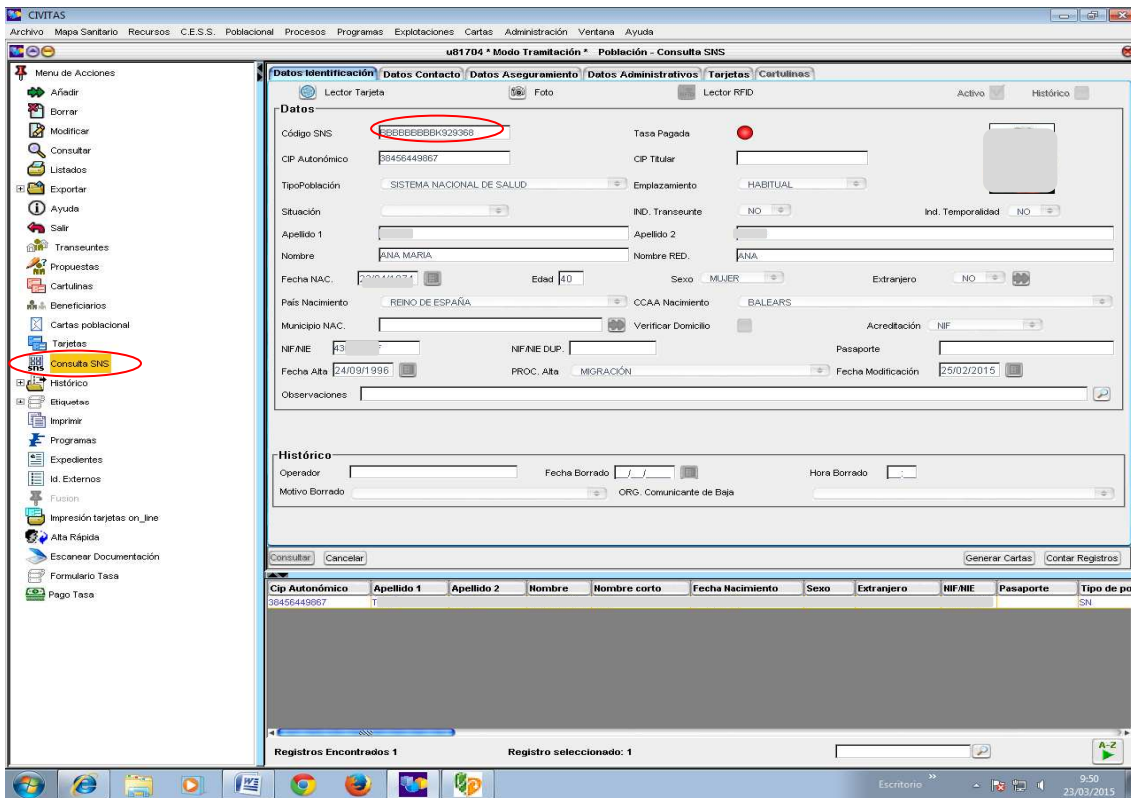 CIVITAS
Archivo Mapa Sanitario Recursos C.E.S.S. Poblacional Procesos Programas Explotaciones Cartas Administración Ventana Ayuda
u81704 * Modo Tramitación * Población - Consulta SNS
Menu de Acciones
Añadir
Borrar
Modificar
Consultar
Listados
Exportar
Ayuda
Salir
Transeuntes
Propuestas
Cartulinas
Beneficiarios
Cartas poblacional
Tarjetas
sns Consulta SNS
Histórico
Etiquetas
Imprimir
Programas
Expedientes
Id. Externos
Fusion
Impresión tarjetas on_line
Alta Rápida
Escanear Documentación
Formulario Tasa
Pago Tasa
Datos Identificación Datos Contacto Datos Aseguramiento Datos Administrativos Tarjetas Cartulinas
Lector Tarjeta Foto Lector RFID Activo Histórico
Datos
Código SNS BBBBBBBBBK929368 Tasa Pagada
CIP Autonómico 38456449867 CIP Titular
TipoPoblación SISTEMA NACIONAL DE SALUD Emplazamiento HABITUAL
Situación IND. Transeunte NO Ind. Temporalidad NO
Apellido 1 Apellido 2
Nombre ANA MARIA Nombre RED. ANA
Fecha NAC. Edad 40 Sexo MUJER Extranjero NO
País Nacimiento REINO DE ESPAÑA CCAA Nacimiento BALEARS
Municipio NAC. Verificar Domicilio Acreditación NIF
NIF/NIE 43 NIF/NIE DUP. Pasaporte
Fecha Alta 24/09/1996 PROC. Alta MIGRACIÓN Fecha Modificación 25/02/2015
Observaciones
Histórico
Operador Fecha Borrado _/_/_ Hora Borrado _:_
Motivo Borrado ORG. Comunicante de Baja
Consultar Cancelar Generar Cartas Contar Registros
Cip Autonómico Apellido 1 Apellido 2 Nombre Nombre corto Fecha Nacimiento Sexo Extranjero NIF/NIE Pasaporte Tipo de po
38456449867 T SN
Registros Encontrados 1 Registro seleccionado: 1 A-Z
Escritorio » 9:50
23/03/2015